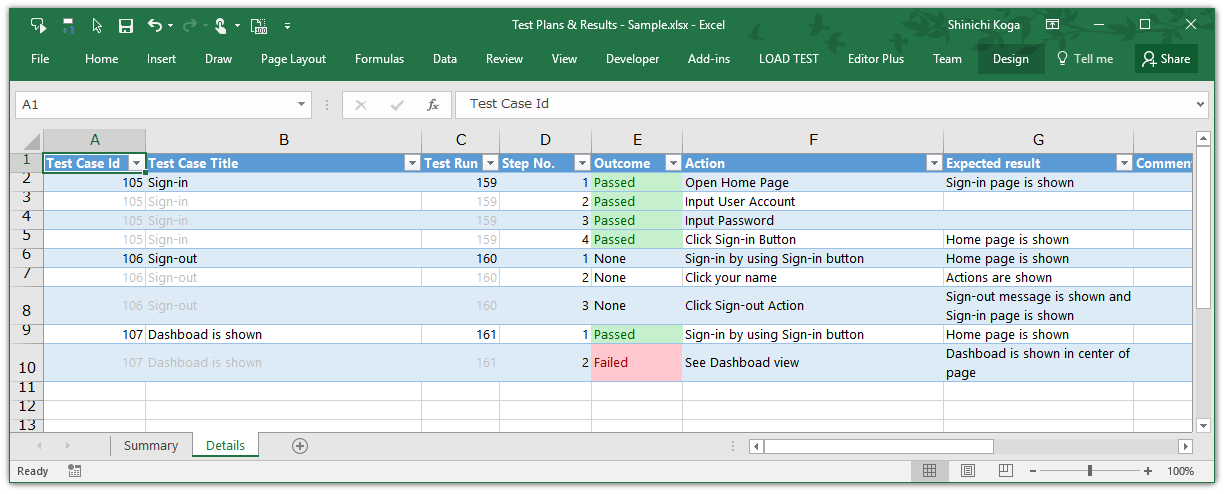 Test Plans & Results - Sample.xlsx - Excel Shinichi Koga
File Home Insert Draw Page Layout Formulas Data Review View Developer Add-ins LOAD TEST Editor Plus Team Design Tell me Share
A1 fx Test Case Id
A B C D E F G
1 Test Case Id Test Case Title Test Run Step No. Outcome Action Expected result Commen
2 105 Sign-in 159 1 Passed Open Home Page Sign-in page is shown
3 105 Sign-in 159 2 Passed Input User Account
4 105 Sign-in 159 3 Passed Input Password
5 105 Sign-in 159 4 Passed Click Sign-in Button Home page is shown
6 106 Sign-out 160 1 None Sign-in by using Sign-in button Home page is shown
7 106 Sign-out 160 2 None Click your name Actions are shown
8 106 Sign-out 160 3 None Click Sign-out Action Sign-out message is shown and
Sign-in page is shown
9 107 Dashboad is shown 161 1 Passed Sign-in by using Sign-in button Home page is shown
10 107 Dashboad is shown 161 2 Failed See Dashboad view Dashboad is shown in center of
page
11
12
13
Summary Details
Ready 100%